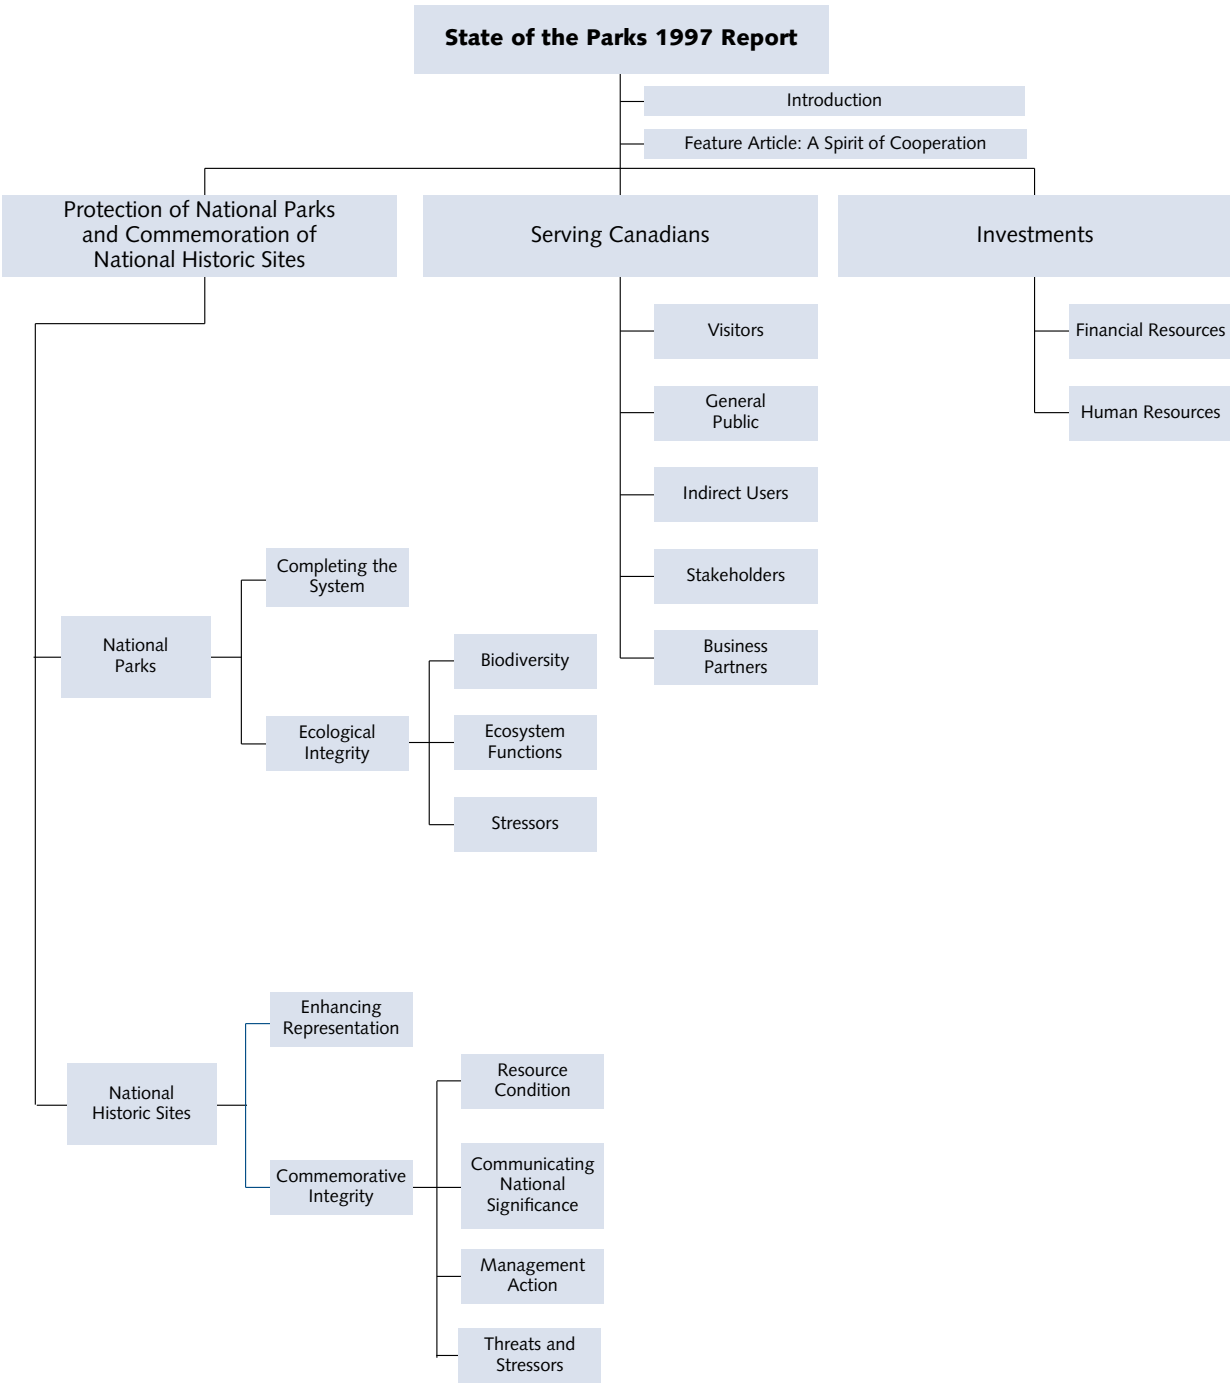 State of the Parks 1997 Report
Introduction
Feature Article: A Spirit of Cooperation
Protection of National Parks
and Commemoration of
National Historic Sites
Serving Canadians
Investments
Visitors
Financial Resources
General
Public
Human Resources
Indirect Users
Stakeholders
Business
Partners
Completing the
System
National
Parks
Ecological
Integrity
Biodiversity
Ecosystem
Functions
Stressors
Enhancing
Representation
National
Historic Sites
Commemorative
Integrity
Resource
Condition
Communicating
National
Significance
Management
Action
Threats and
Stressors